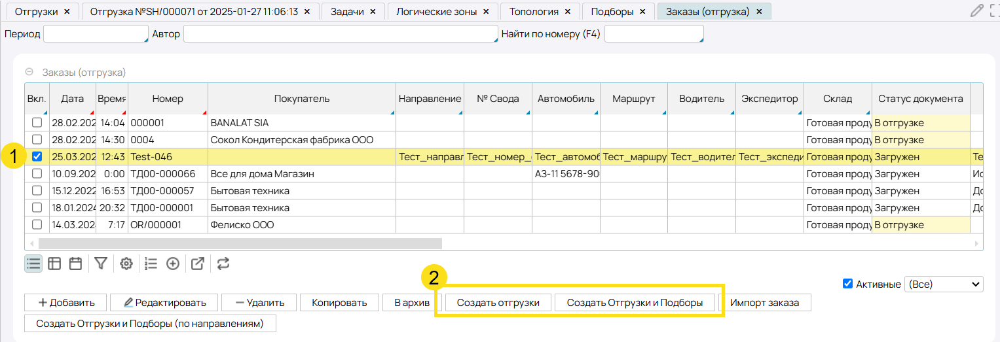 Отгрузки × Отгрузка №SH/000071 от 2025-01-27 11:06:13 × Задачи × Логические зоны × Топология × Подборы × Заказы (отгрузка) ×
Период Автор Найти по номеру (F4)
Заказы (отгрузка)
Вкл. Дата Время Номер Покупатель Направление № Свода Автомобиль Маршрут Водитель Экспедитор Склад Статус документа
28.02.202 14:04 000001 BANALAT SIA Готовая проду В отгрузке
28.02.202 14:30 0004 Сокол Кондитерская фабрика ООО Готовая проду В отгрузке
1 25.03.202 12:43 Test-046 Тест_направл Тест_номер_ Тест_автомоб Тест_маршру Тест_водител Тест_экспеди Готовая проду Загружен Те
10.09.202 0:00 ТД00-000066 Все для дома Магазин АЗ-11 5678-90 Готовая проду Загружен Ис
15.12.2022 16:53 ТД00-000057 Бытовая техника Готовая проду Загружен До
18.01.2024 20:32 ТД00-000001 Бытовая техника Готовая проду Загружен До
14.03.202 7:17 OR/000001 Фелиско ООО Готовая проду В отгрузке
2
Активные (Все)
Добавить Редактировать Удалить Копировать В архив Создать отгрузки Создать Отгрузки и Подборы Импорт заказа
Создать Отгрузки и Подборы (по направлениям)